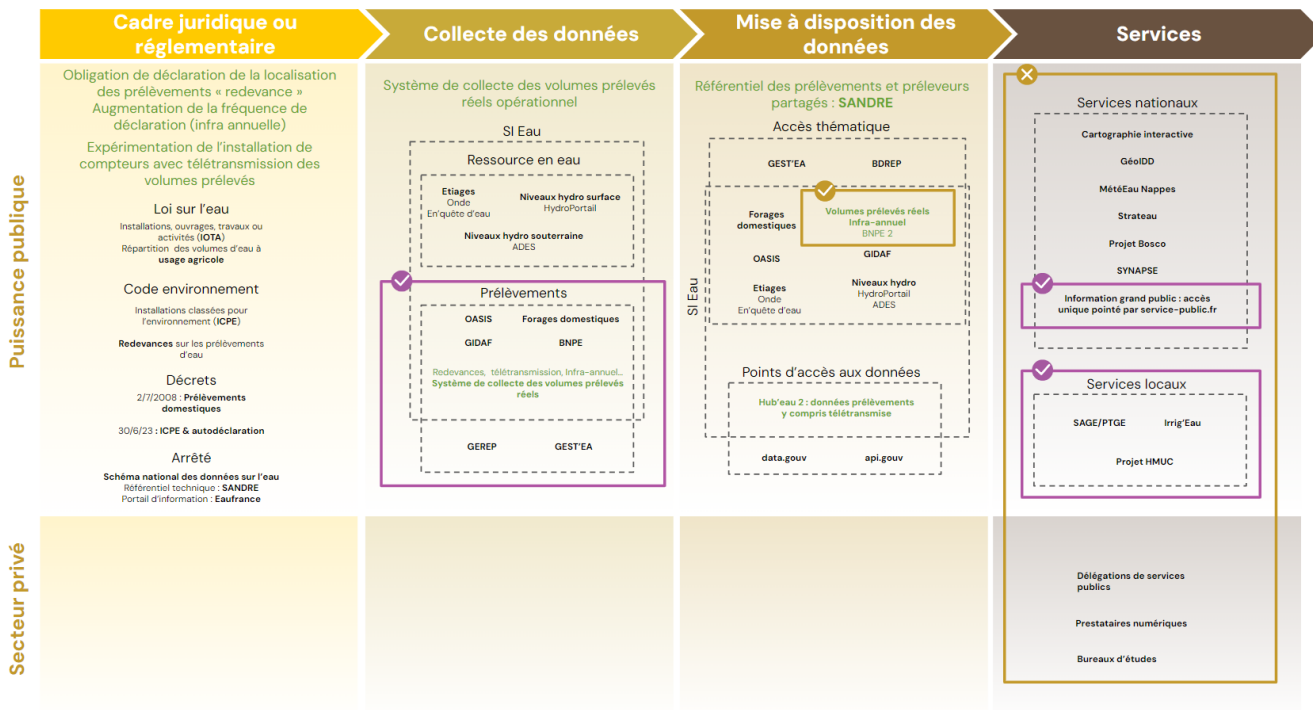 Cadre juridique ou
réglementaire
Collecte des données
Mise à disposition des
données
Services
Puissance publique
Obligation de déclaration de la localisation
des prélèvements « redevance »
Augmentation de la fréquence de
déclaration (infra annuelle)
Expérimentation de l'installation de
compteurs avec télétransmission des
volumes prélevés
Loi sur l'eau
Installations, ouvrages, travaux ou
activités (IOTA)
Répartition des volumes d'eau à
usage agricole
Code environnement
Installations classées pour
l'environnement (ICPE)
Redevances sur les prélèvements
d'eau
Décrets
2/7/2008 : Prélèvements
domestiques
30/6/23 : ICPE & autodéclaration
Arrêté
Schéma national des données sur l'eau
Référentiel technique : SANDRE
Portail d'information : Eaufrance
Système de collecte des volumes prélevés
réels opérationnel
SI Eau
Ressource en eau
Etiages
Onde
En'quête d'eau
Niveaux hydro surface
HydroPortail
Niveaux hydro souterraine
ADES
Prélèvements
OASIS
Forages domestiques
GIDAF
BNPE
Redevances, télétransmission, Infra-annuel...
Système de collecte des volumes prélevés
réels
GEREP
GEST'EA
Référentiel des prélèvements et préleveurs
partagés : SANDRE
Accès thématique
GEST'EA
BDREP
SI Eau
Forages
domestiques
Volumes prélevés réels
Infra-annuel
BNPE 2
OASIS
GIDAF
Etiages
Onde
En'quête d'eau
Niveaux hydro
HydroPortail
ADES
Points d'accès aux données
Hub'eau 2 : données prélèvements
y compris télétransmise
data.gouv
api.gouv
Services nationaux
Cartographie interactive
GéoIDD
MétéEau Nappes
Strateau
Projet Bosco
SYNAPSE
Information grand public : accès
unique pointé par service-public.fr
Services locaux
SAGE/PTGE
Irrig'Eau
Projet HMUC
Secteur privé
Délégations de services
publics
Prestataires numériques
Bureaux d'études